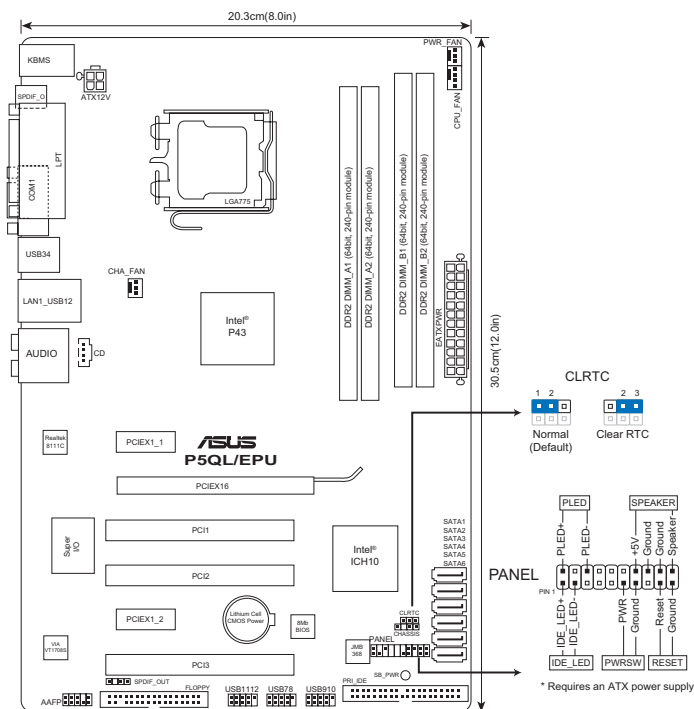 20.3cm(8.0in)
PWR_FAN
KBMS
ATX12V
SPDIF_O
CPU_FAN
LPT
COM1
LGA775
DDR2 DIMM_A1 (64bit, 240-pin module)
DDR2 DIMM_A2 (64bit, 240-pin module)
DDR2 DIMM_B1 (64bit, 240-pin module)
DDR2 DIMM_B2 (64bit, 240-pin module)
USB34
CHA_FAN
LAN1_USB12
Intel®
P43
EATXPWR
30.5cm(12.0in)
AUDIO
CD
CLRTC
1 2
2 3
Normal
(Default)
Clear RTC
Realtek
8111C
PCIEX1_1
ASUS
P5QL/EPU
PCIEX16
Super
I/O
PCI1
Intel®
ICH10
SATA1
SATA2
SATA3
SATA4
SATA5
SATA6
PCI2
PANEL
PLED
SPEAKER
PLED+
PLED-
+5V
Ground
Ground
Speaker-
PIN 1
IDE_LED+
IDE_LED-
PWR
Ground
Reset
Ground
IDE_LED
PWRSW
RESET
* Requires an ATX power supply
PCIEX1_2
Lithium Cell
CMOS Power
8Mb
BIOS
CLRTC
CHASSIS
VIA
VT1708S
JMB
368
PANEL
PCI3
SB_PWR
SPDIF_OUT
AAFP
FLOPPY
USB1112
USB78
USB910
PRI_IDE